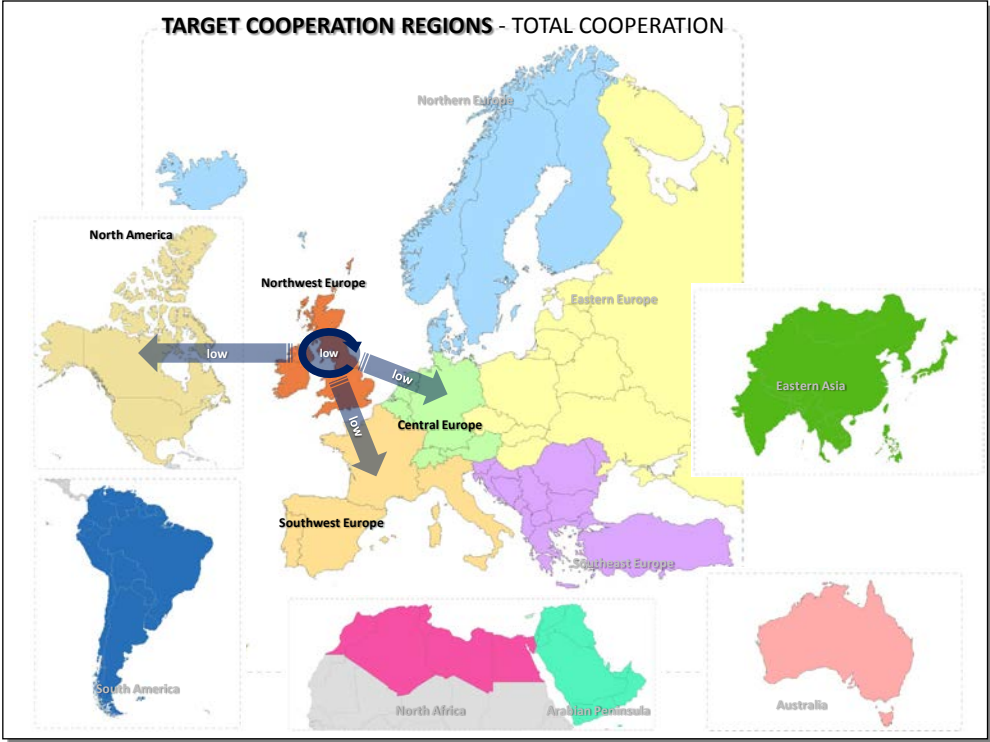 TARGET COOPERATION REGIONS - TOTAL COOPERATION
Northern Europe
North America
Northwest Europe
Eastern Europe
low
low
low
low
Eastern Asia
Central Europe
Southwest Europe
Southeast Europe
South America
North Africa
Arabian Peninsula
Australia